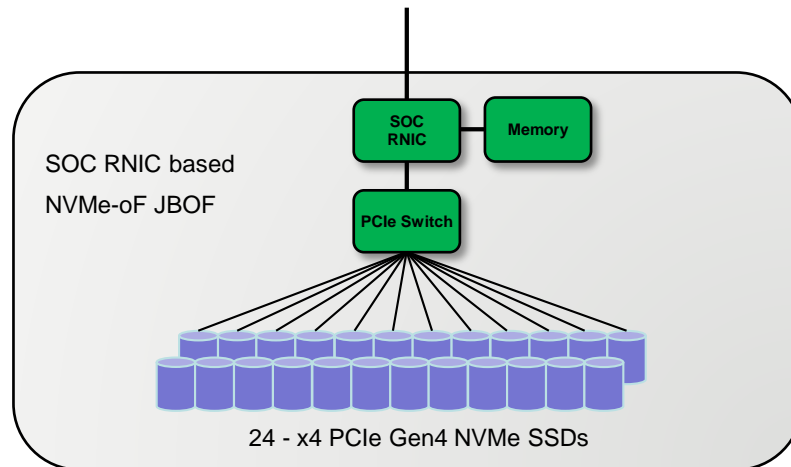 SOC
RNIC
Memory
SOC RNIC based
NVMe-oF JBOF
PCIe Switch
24 - x4 PCIe Gen4 NVMe SSDs